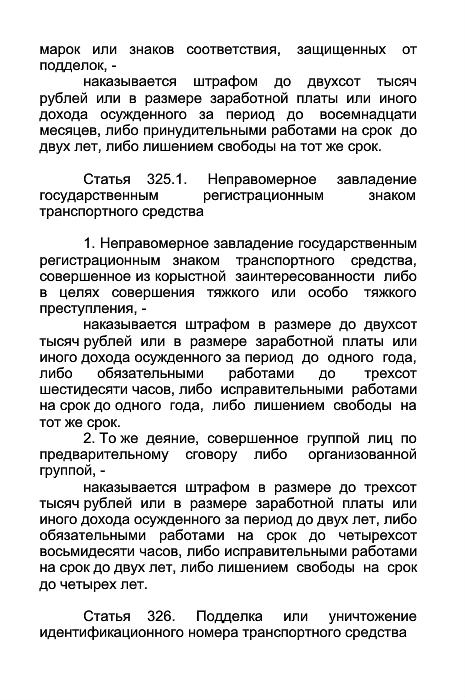 марок или знаков соответствия, защищенных от
подделок, -
наказывается штрафом до двухсот тысяч
рублей или в размере заработной платы или иного
дохода осужденного за период до восемнадцати
месяцев, либо принудительными работами на срок до
двух лет, либо лишением свободы на тот же срок.
Статья 325.1. Неправомерное завладение
государственным регистрационным знаком
транспортного средства
1. Неправомерное завладение государственным
регистрационным знаком транспортного средства,
совершенное из корыстной заинтересованности либо
в целях совершения тяжкого или особо тяжкого
преступления, -
наказывается штрафом в размере до двухсот
тысяч рублей или в размере заработной платы или
иного дохода осужденного за период до одного года,
либо обязательными работами до трехсот
шестидесяти часов, либо исправительными работами
на срок до одного года, либо лишением свободы на
тот же срок.
2. То же деяние, совершенное группой лиц по
предварительному сговору либо организованной
группой, -
наказывается штрафом в размере до трехсот
тысяч рублей или в размере заработной платы или
иного дохода осужденного за период до двух лет, либо
обязательными работами на срок до четырехсот
восьмидесяти часов, либо исправительными работами
на срок до двух лет, либо лишением свободы на срок
до четырех лет.
Статья 326. Подделка или уничтожение
идентификационного номера транспортного средства